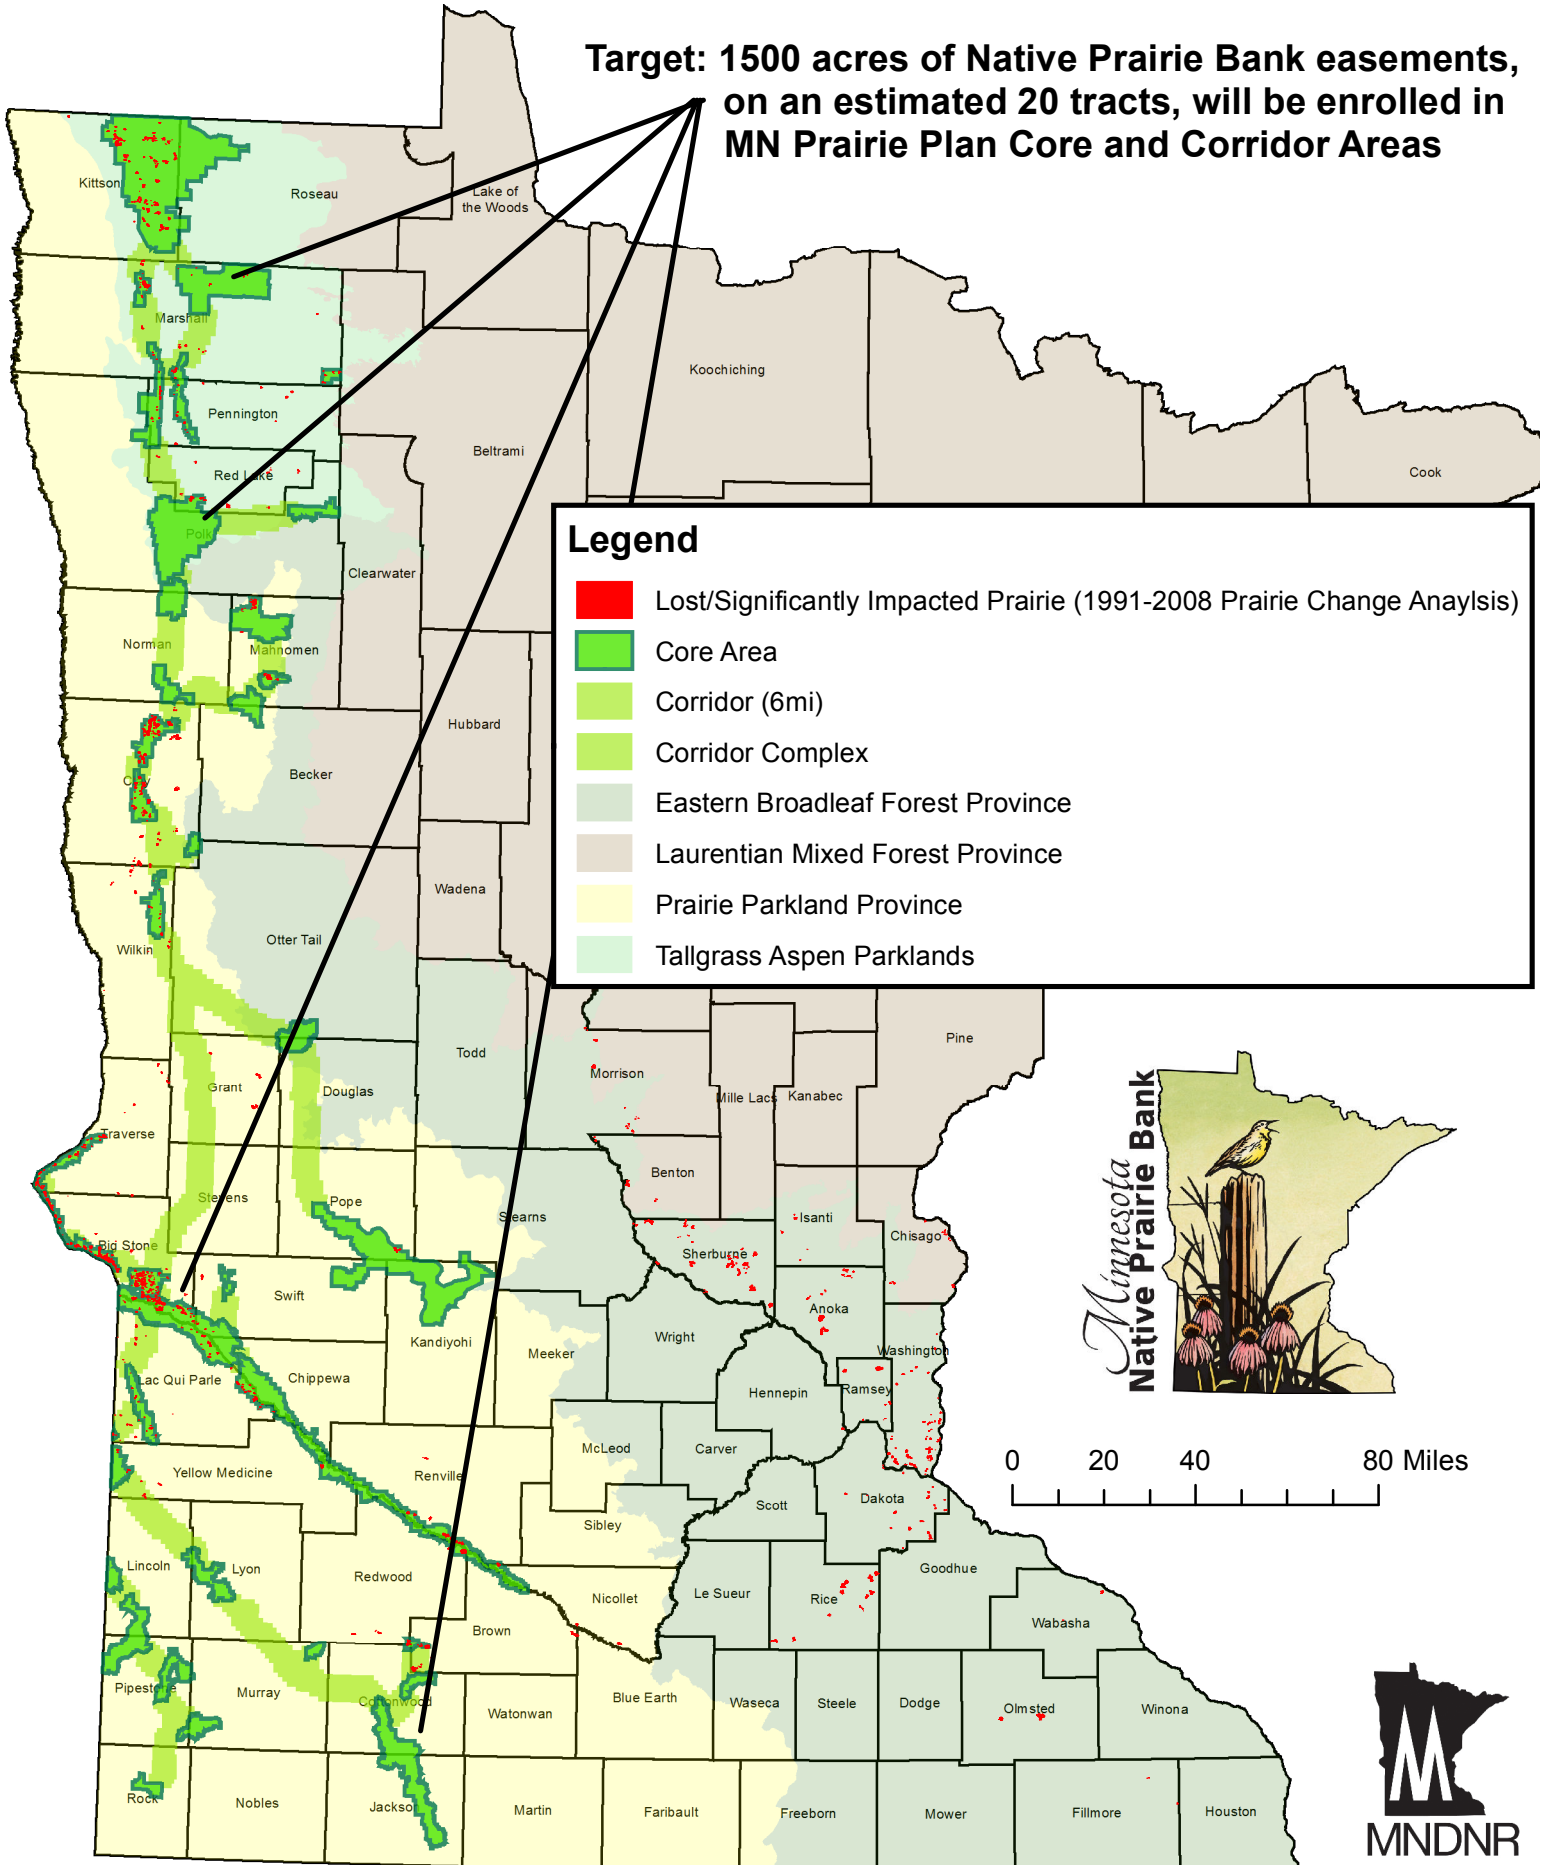 Target: 1500 acres of Native Prairie Bank easements,
on an estimated 20 tracts, will be enrolled in
MN Prairie Plan Core and Corridor Areas
Kittson
Roseau
Lake of
the Woods
Marshall
Koochiching
Pennington
Beltrami
Red Lake
Cook
Polk
Clearwater
Norman
Mahnomen
Hubbard
Clay
Becker
Wadena
Otter Tail
Wilkin
Legend
Lost/Significantly Impacted Prairie (1991-2008 Prairie Change Anaylsis)
Core Area
Corridor (6mi)
Corridor Complex
Eastern Broadleaf Forest Province
Laurentian Mixed Forest Province
Prairie Parkland Province
Tallgrass Aspen Parklands
Pine
Todd
Morrison
Grant
Douglas
Mille Lacs
Kanabec
Traverse
Benton
Stevens
Pope
Stearns
Isanti
Big Stone
Sherburne
Chisago
Swift
Anoka
Kandiyohi
Wright
Meeker
Washington
Lac Qui Parle
Chippewa
Hennepin
Ramsey
McLeod
Carver
Yellow Medicine
Renville
Scott
Dakota
Sibley
Lincoln
Lyon
Redwood
Goodhue
Nicollet
Le Sueur
Rice
Brown
Wabasha
Pipestone
Murray
Cottonwood
Blue Earth
Waseca
Steele
Dodge
Olmsted
Winona
Watonwan
Rock
Nobles
Jackson
Martin
Faribault
Freeborn
Mower
Fillmore
Houston
Minnesota
Native Prairie Bank
0 20 40 80 Miles
M
MNDNR